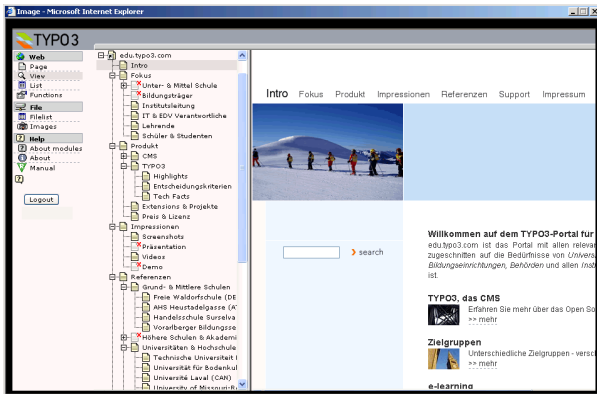 Image - Microsoft Internet Explorer
TYPO3
Web
Page
View
List
Functions
File
Filelist
Images
Help
About modules
About
Manual
Logout
edu.typo3.com
Intro
Fokus
Unter- & Mittel Schule
Bildungsträger
Institutsleitung
IT & EDV Verantwortliche
Lehrende
Schüler & Studenten
Produkt
CMS
TYPO3
Highlights
Entscheidungskriterien
Tech Facts
Extensions & Projekte
Preis & Lizenz
Impressionen
Screenshots
Präsentation
Videos
Demo
Referenzen
Grund- & Mittlere Schulen
Freie Waldorfschule (DE
AHS Heustadelgasse (A
Handelsschule Surselva
Vorarlberger Bildungsse
Höhere Schulen & Akademi
Universitäten & Hochschule
Technische Universiteit
Universität für Bodenkul
Université Laval (CAN)
University of Missouri-R
Intro Fokus Produkt Impressionen Referenzen Support Impressum
search
Willkommen auf dem TYPO3-Portal für
edu.typo3.com ist das Portal mit allen relevan
zugeschnitten auf die Bedürfnisse von Univers
Bildungseinrichtungen, Behörden und allen Inst
ist.
TYPO3, das CMS
Erfahren Sie mehr über das Open So
>> mehr
Zielgruppen
Unterschiedliche Zielgruppen - versc
>> mehr
e-learning